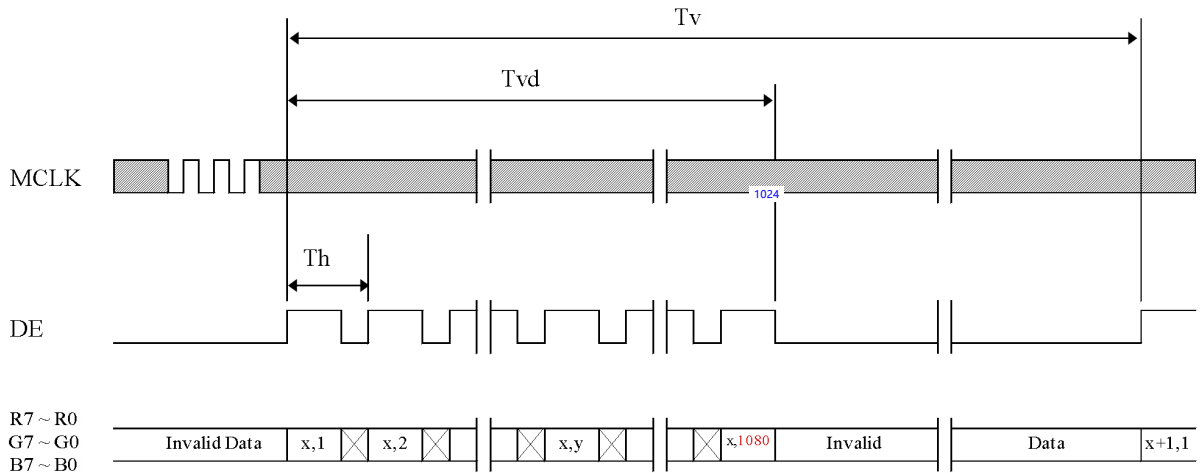 Tv
Tvd
MCLK
1024
Th
DE
R7 ~ R0
G7 ~ G0 Invalid Data x,1 x,2 x,y x,1080 Invalid Data x+1,1
B7 ~ B0